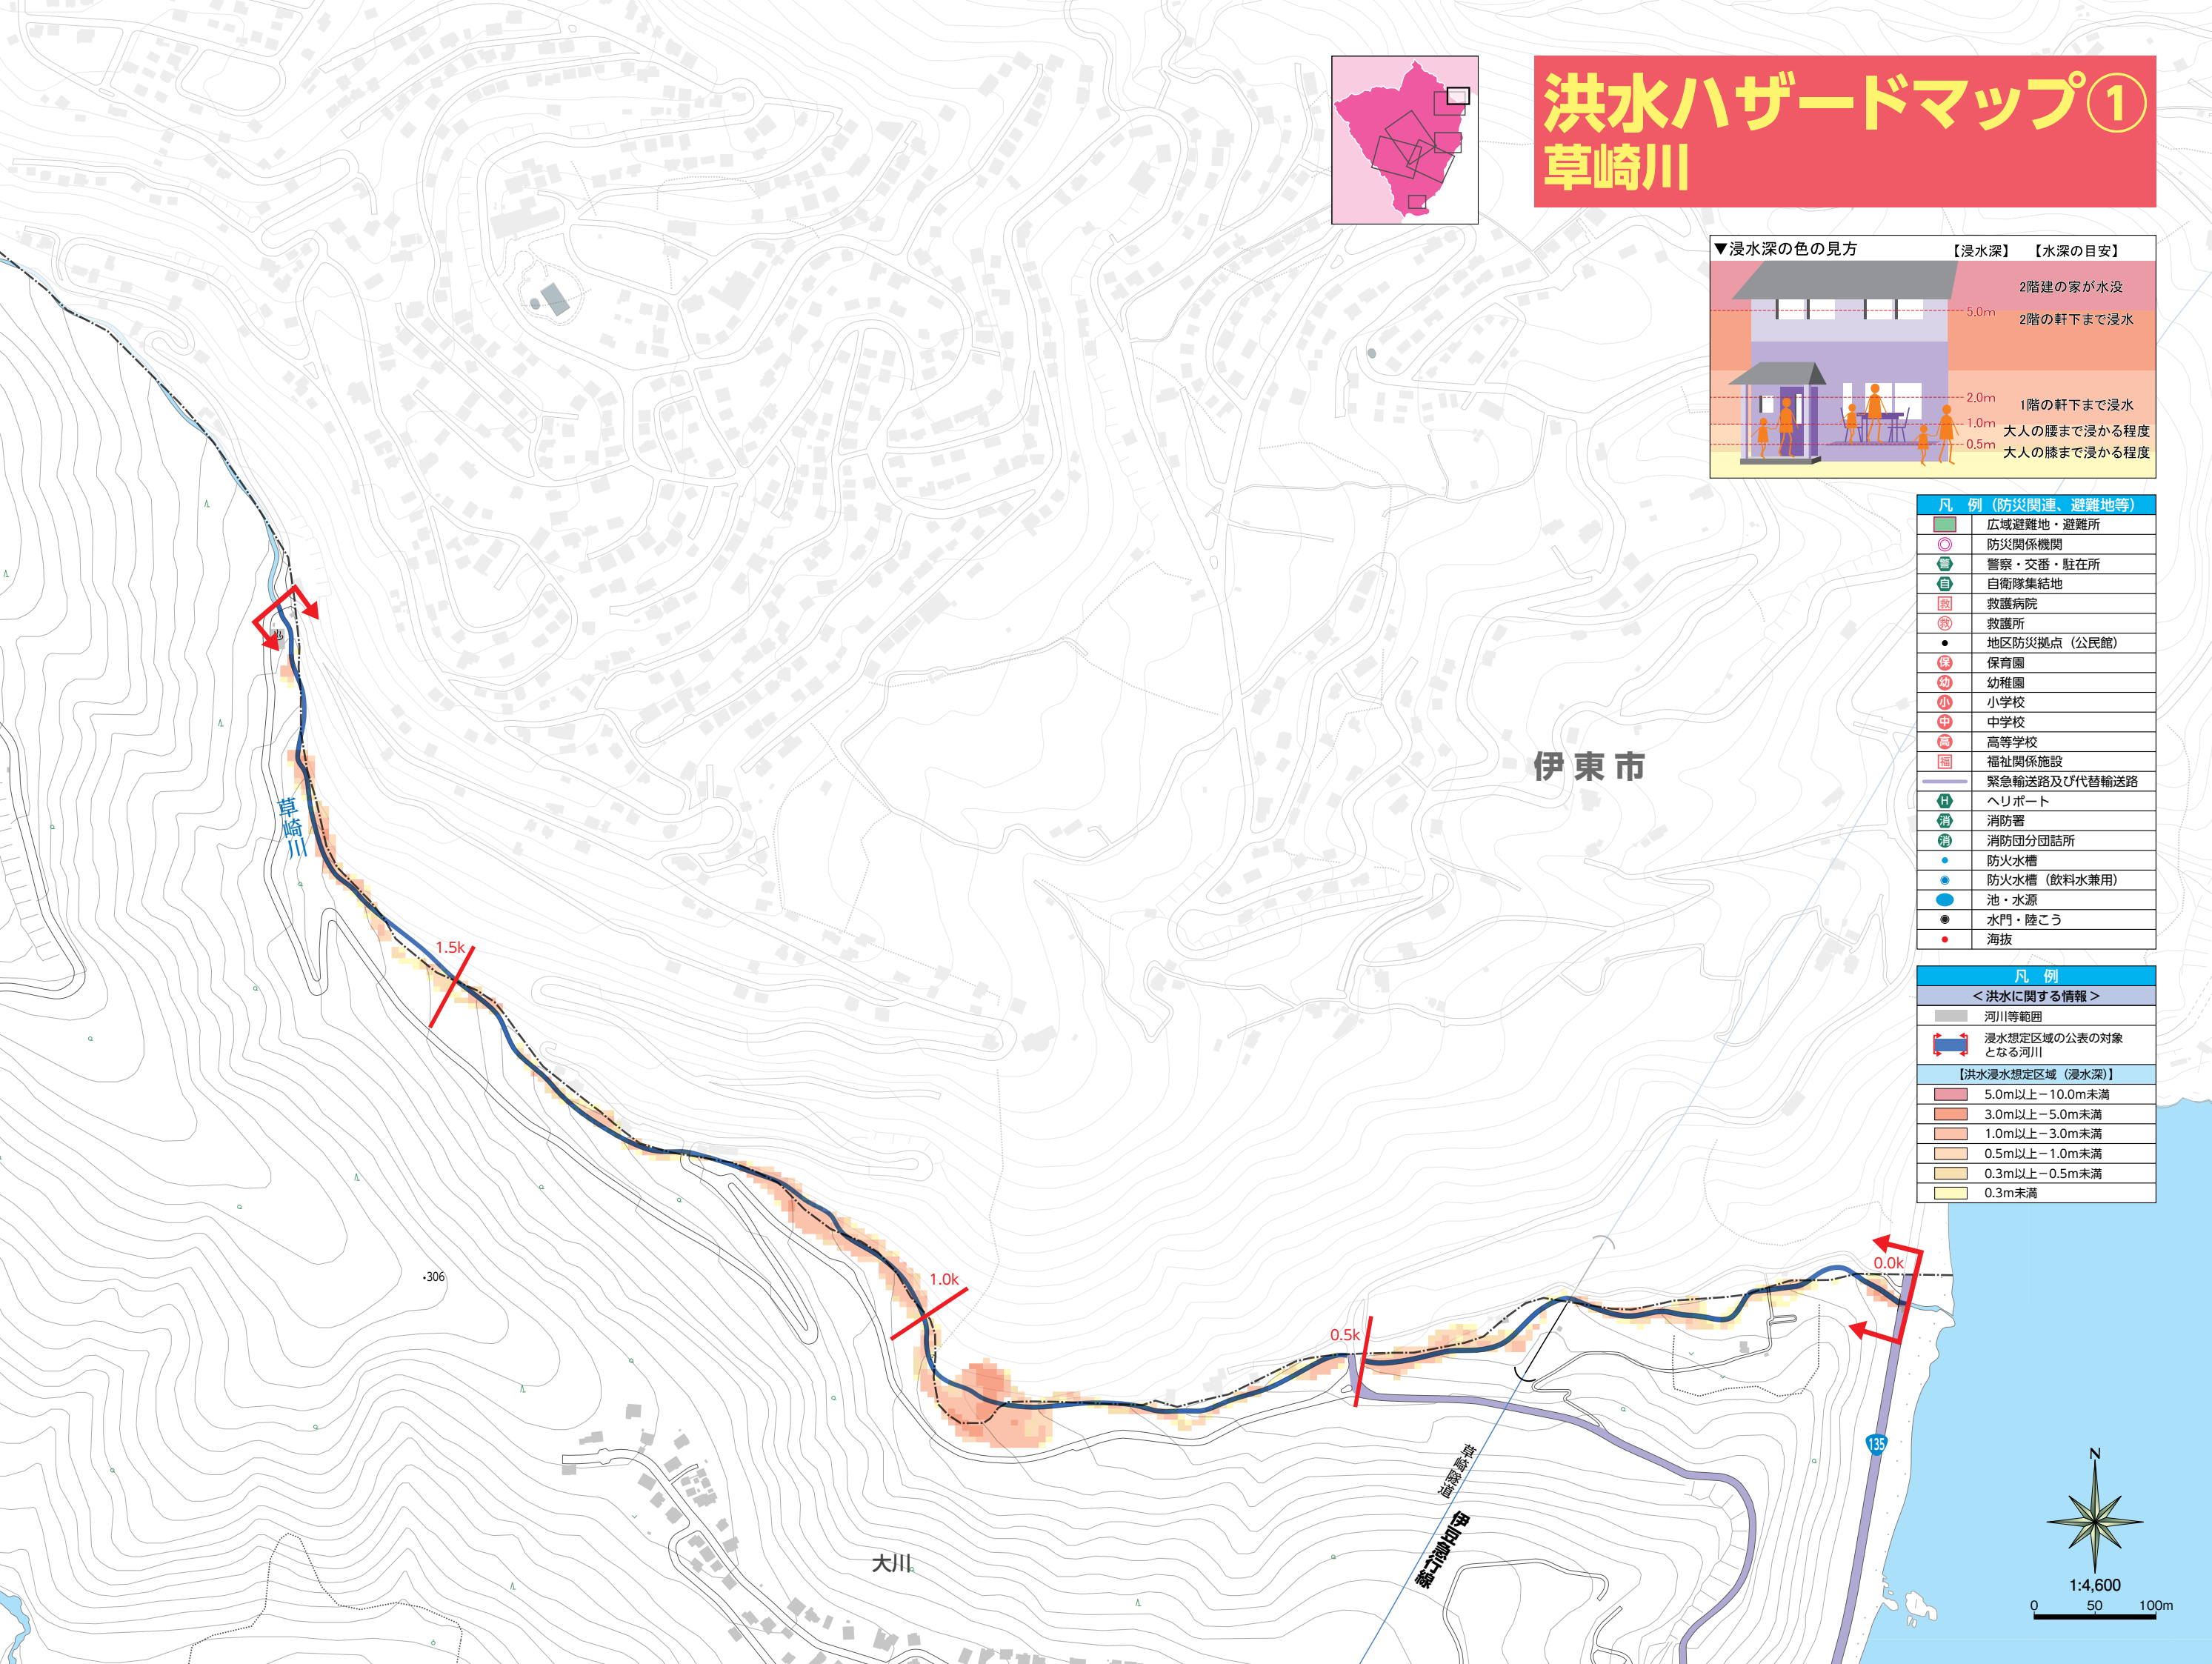 洪水ハザードマップ①
草崎川
▼浸水深の色の見方
【浸水深】
【水深の目安】
2階建の家が水没
5.0m
2階の軒下まで浸水
2.0m
1階の軒下まで浸水
1.0m
大人の腰まで浸かる程度
0.5m
大人の膝まで浸かる程度
凡 例（防災関連、避難地等）
広域避難地・避難所
防災関係機関
警 警察・交番・駐在所
自 自衛隊集結地
救 救護病院
救 救護所
地区防災拠点（公民館）
保 保育園
幼 幼稚園
小 小学校
中 中学校
高 高等学校
福 福祉関係施設
緊急輸送路及び代替輸送路
H ヘリポート
消 消防署
消 消防団分団詰所
防火水槽
防火水槽（飲料水兼用）
池・水源
水門・陸こう
海抜
凡 例
＜洪水に関する情報＞
河川等範囲
浸水想定区域の公表の対象
となる河川
【洪水浸水想定区域（浸水深）】
5.0m以上－10.0m未満
3.0m以上－5.0m未満
1.0m以上－3.0m未満
0.5m以上－1.0m未満
0.3m以上－0.5m未満
0.3m未満
伊東市
草崎川
1.5k
1.0k
0.5k
0.0k
・306
135
草崎隧道
伊豆急行線
大川
N
1:4,600
0 50 100m